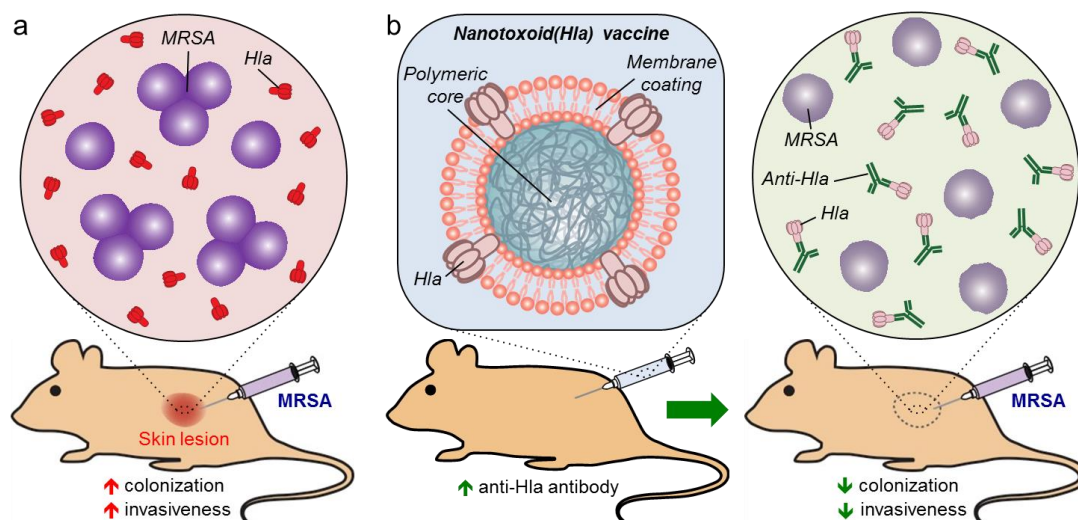 a
MRSA
Hla
MRSA
Skin lesion
↑ colonization
↑ invasiveness
b
Nanotoxoid(Hla) vaccine
Polymeric
core
Membrane
coating
Hla
↑ anti-Hla antibody
MRSA
Anti-Hla
Hla
MRSA
↓ colonization
↓ invasiveness